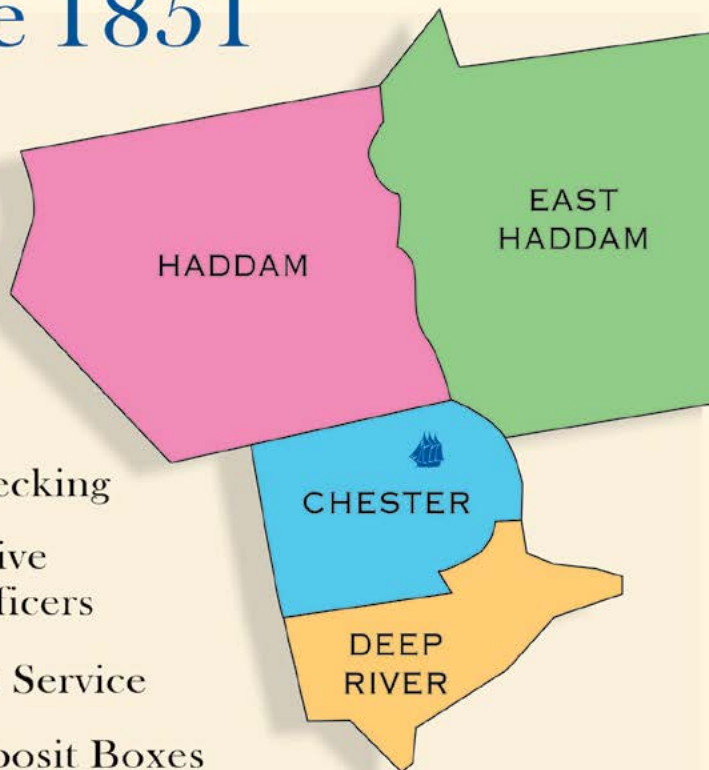 e 1851
EAST
HADDAM
HADDAM
CHESTER
ecking
ive
ficers
DEEP
RIVER
Service
posit Boxes